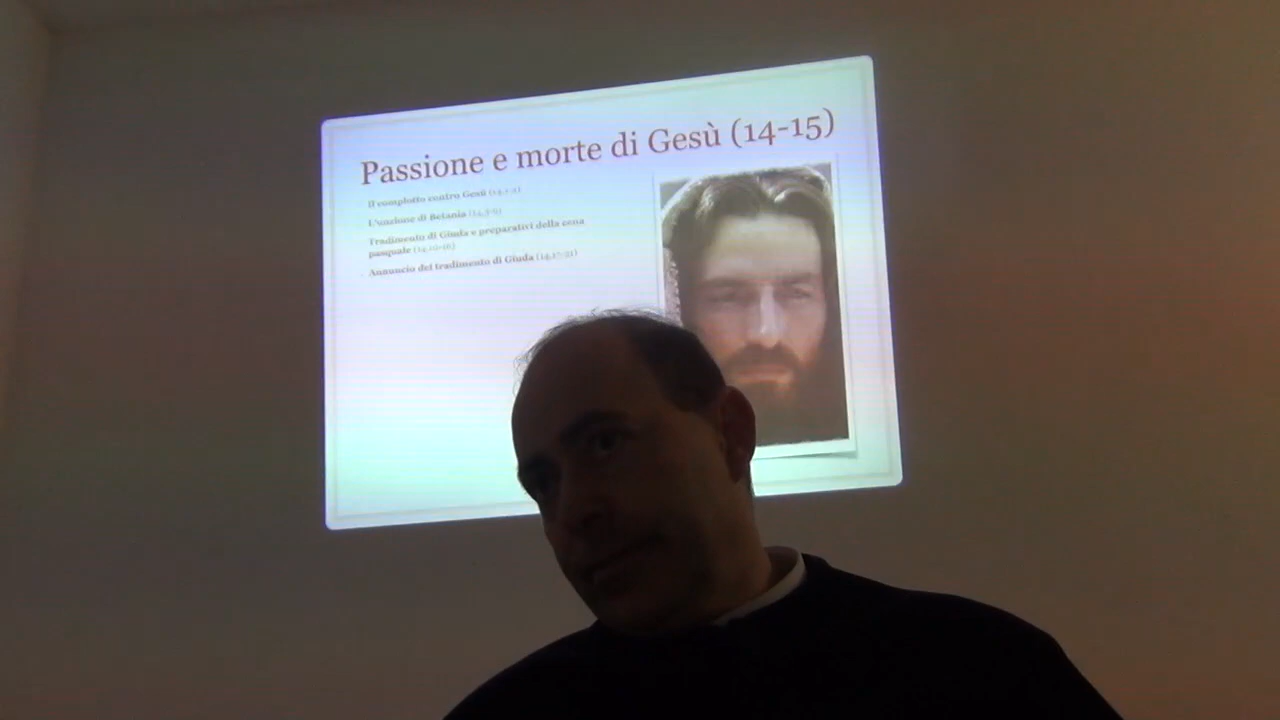 Passione e morte di Gesù (14-15)
Il complotto contro Gesù (14,1-2)
L'unzione di Betania (14,3-9)
Tradimento di Giuda e preparativi della cena
pasquale (14,10-16)
Annuncio del tradimento di Giuda (14,17-21)